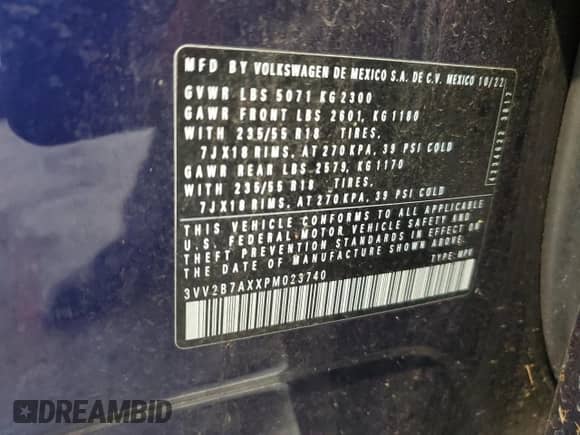 MFD BY VOLKSWAGEN DE MEXICO S.A. DE C.V. MEXICO 10/22
GVWR LBS 5071 KG 2300
GAWR FRONT LBS 2601, KG 1180
WITH 235/55 R18 TIRES,
7JX18 RIMS, AT 270 KPA, 39 PSI COLD
GAWR REAR LBS 2579, KG 1170
WITH 235/55 R18 TIRES,
7JX18 RIMS, AT 270 KPA, 39 PSI COLD
THIS VEHICLE CONFORMS TO ALL APPLICABLE
U.S. FEDERAL MOTOR VEHICLE SAFETY AND
THEFT PREVENTION STANDARDS IN EFFECT ON
THE DATE OF MANUFACTURE SHOWN ABOVE.
3VV2B7AXXPM023740 TYPE: MPV
DREAMBID